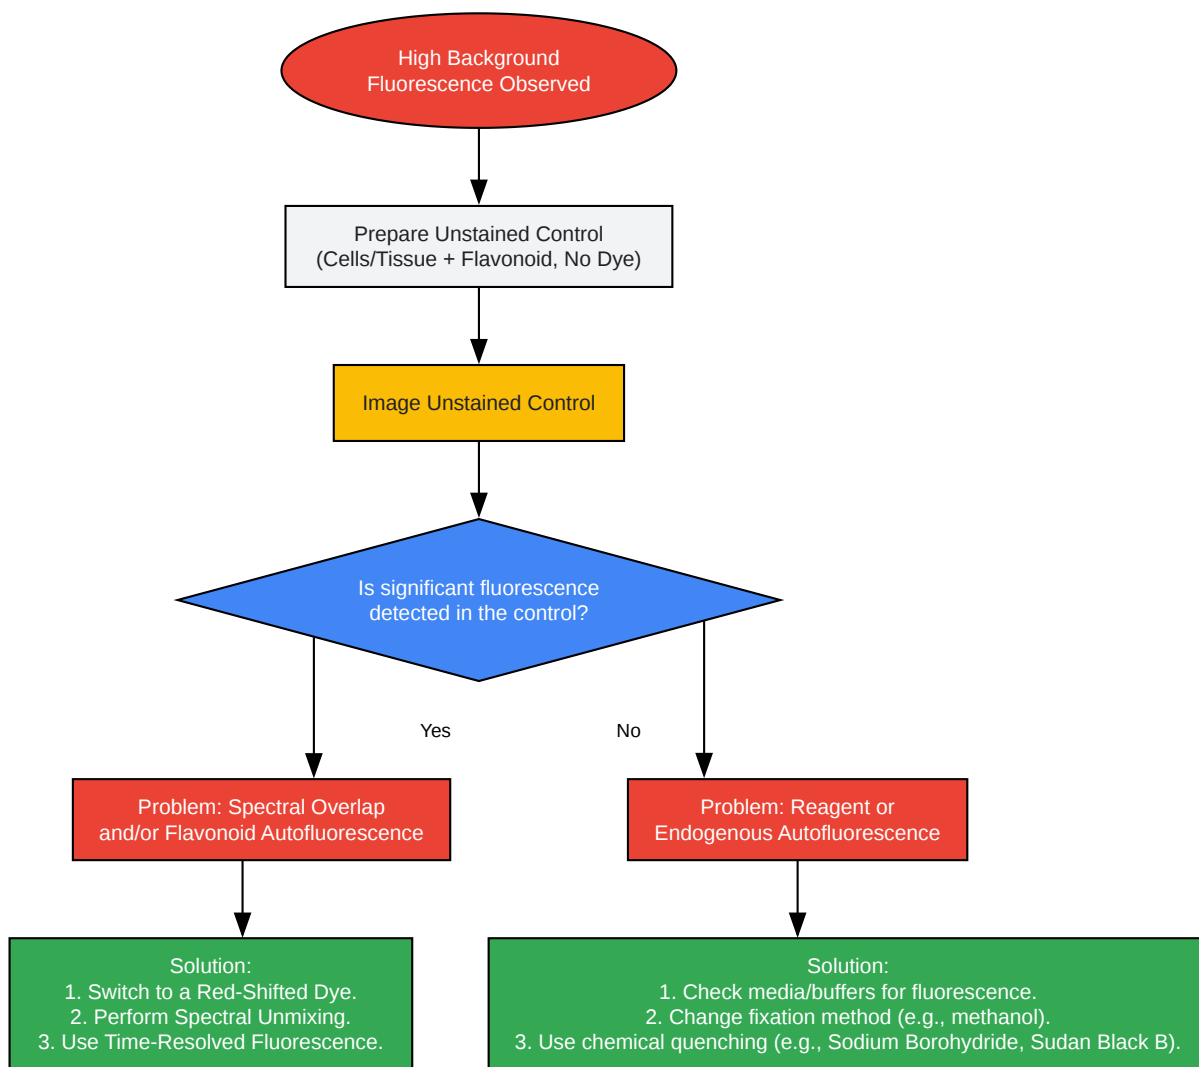 High Background
Fluorescence Observed
Prepare Unstained Control
(Cells/Tissue + Flavonoid, No Dye)
Image Unstained Control
Is significant fluorescence
detected in the control?
Yes
No
Problem: Spectral Overlap
and/or Flavonoid Autofluorescence
Problem: Reagent or
Endogenous Autofluorescence
Solution:
1. Switch to a Red-Shifted Dye.
2. Perform Spectral Unmixing.
3. Use Time-Resolved Fluorescence.
Solution:
1. Check media/buffers for fluorescence.
2. Change fixation method (e.g., methanol).
3. Use chemical quenching (e.g., Sodium Borohydride, Sudan Black B).